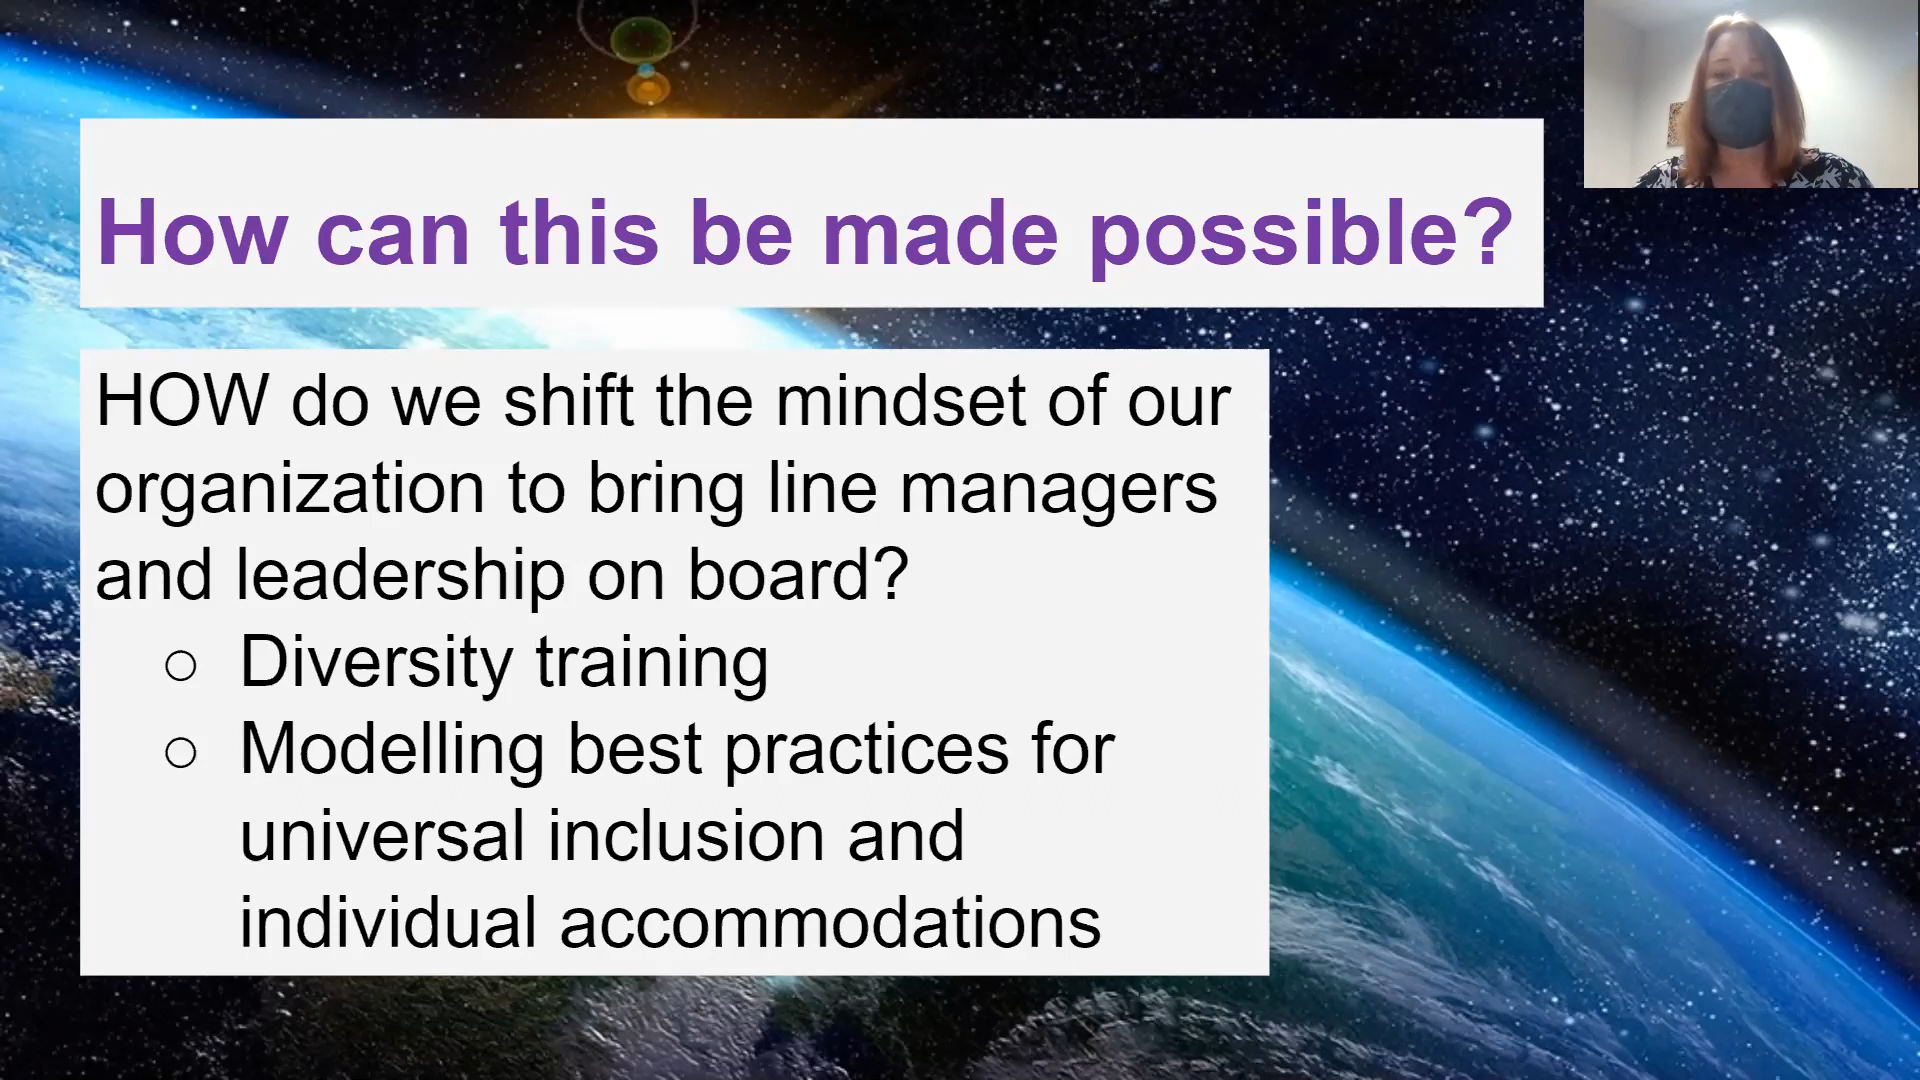 How can this be made possible?
HOW do we shift the mindset of our
organization to bring line managers
and leadership on board?
○ Diversity training
○ Modelling best practices for
universal inclusion and
individual accommodations